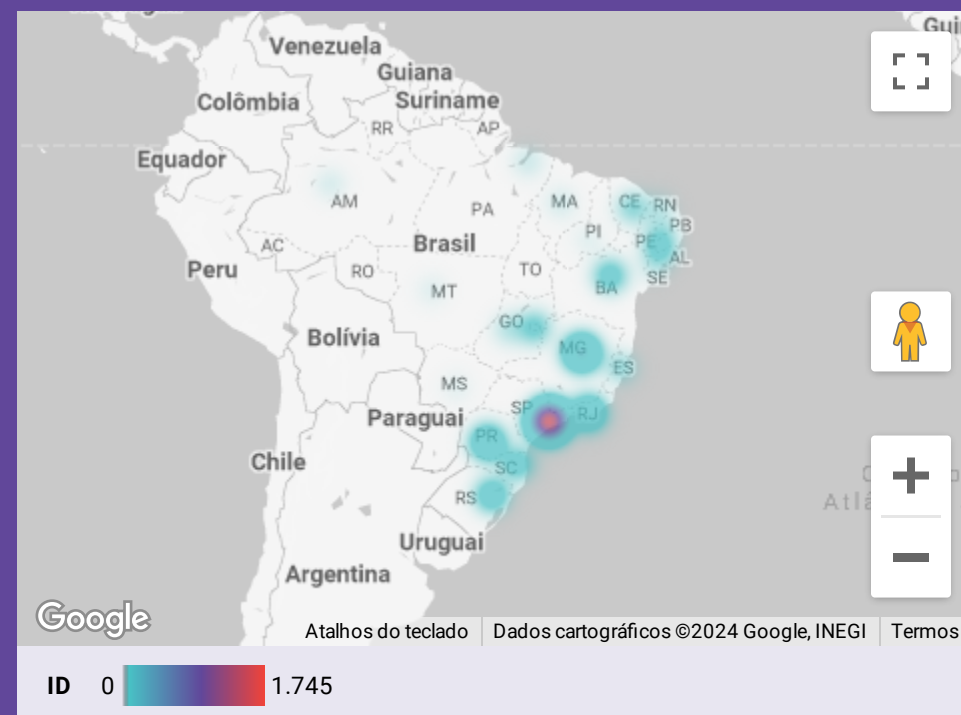 Venezuela
Guiana
Colômbia
Suriname
RR
AP
Equador
AM
PA
MA
CE
RN
PB
PI
PE
AC
Brasil
AL
Peru
RO
TO
SE
MT
BA
GO
Bolívia
MG
ES
MS
SP
RJ
Paraguai
PR
Chile
SC
RS
Uruguai
Argentina
Google
Atalhos do teclado
Dados cartográficos ©2024 Google, INEGI
Termos
ID 0 1.745